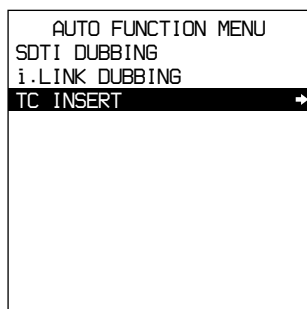 AUTO FUNCTION MENU
SDTI DUBBING
i.LINK DUBBING
TC INSERT